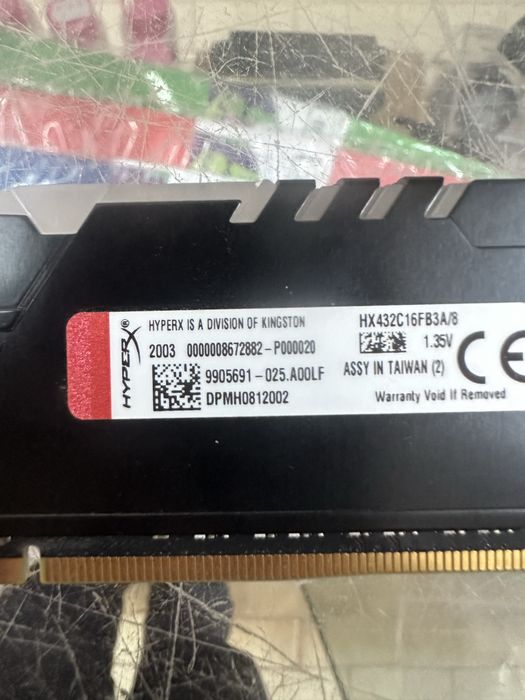 HYPERX
HYPERX IS A DIVISION OF KINGSTON
2003 0000008672882-P000020
9905691-025.A00LF
DPMH0812002
HX432C16FB3A/8
1.35V
ASSY IN TAIWAN (2)
Warranty Void If Removed
CE